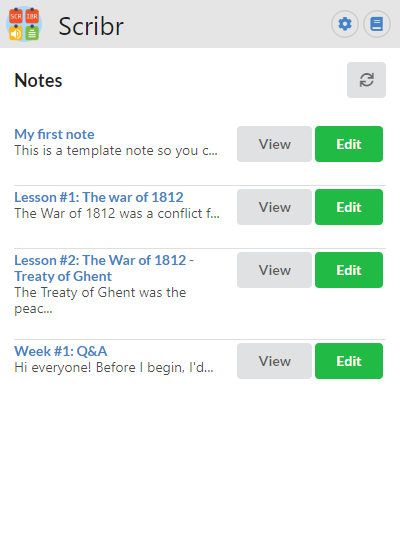 SCR IBR
Scribr
Notes
My first note
This is a template note so you c...
View
Edit
Lesson #1: The war of 1812
The War of 1812 was a conflict f...
View
Edit
Lesson #2: The War of 1812 -
Treaty of Ghent
The Treaty of Ghent was the
peac...
View
Edit
Week #1: Q&A
Hi everyone! Before I begin, I'd...
View
Edit